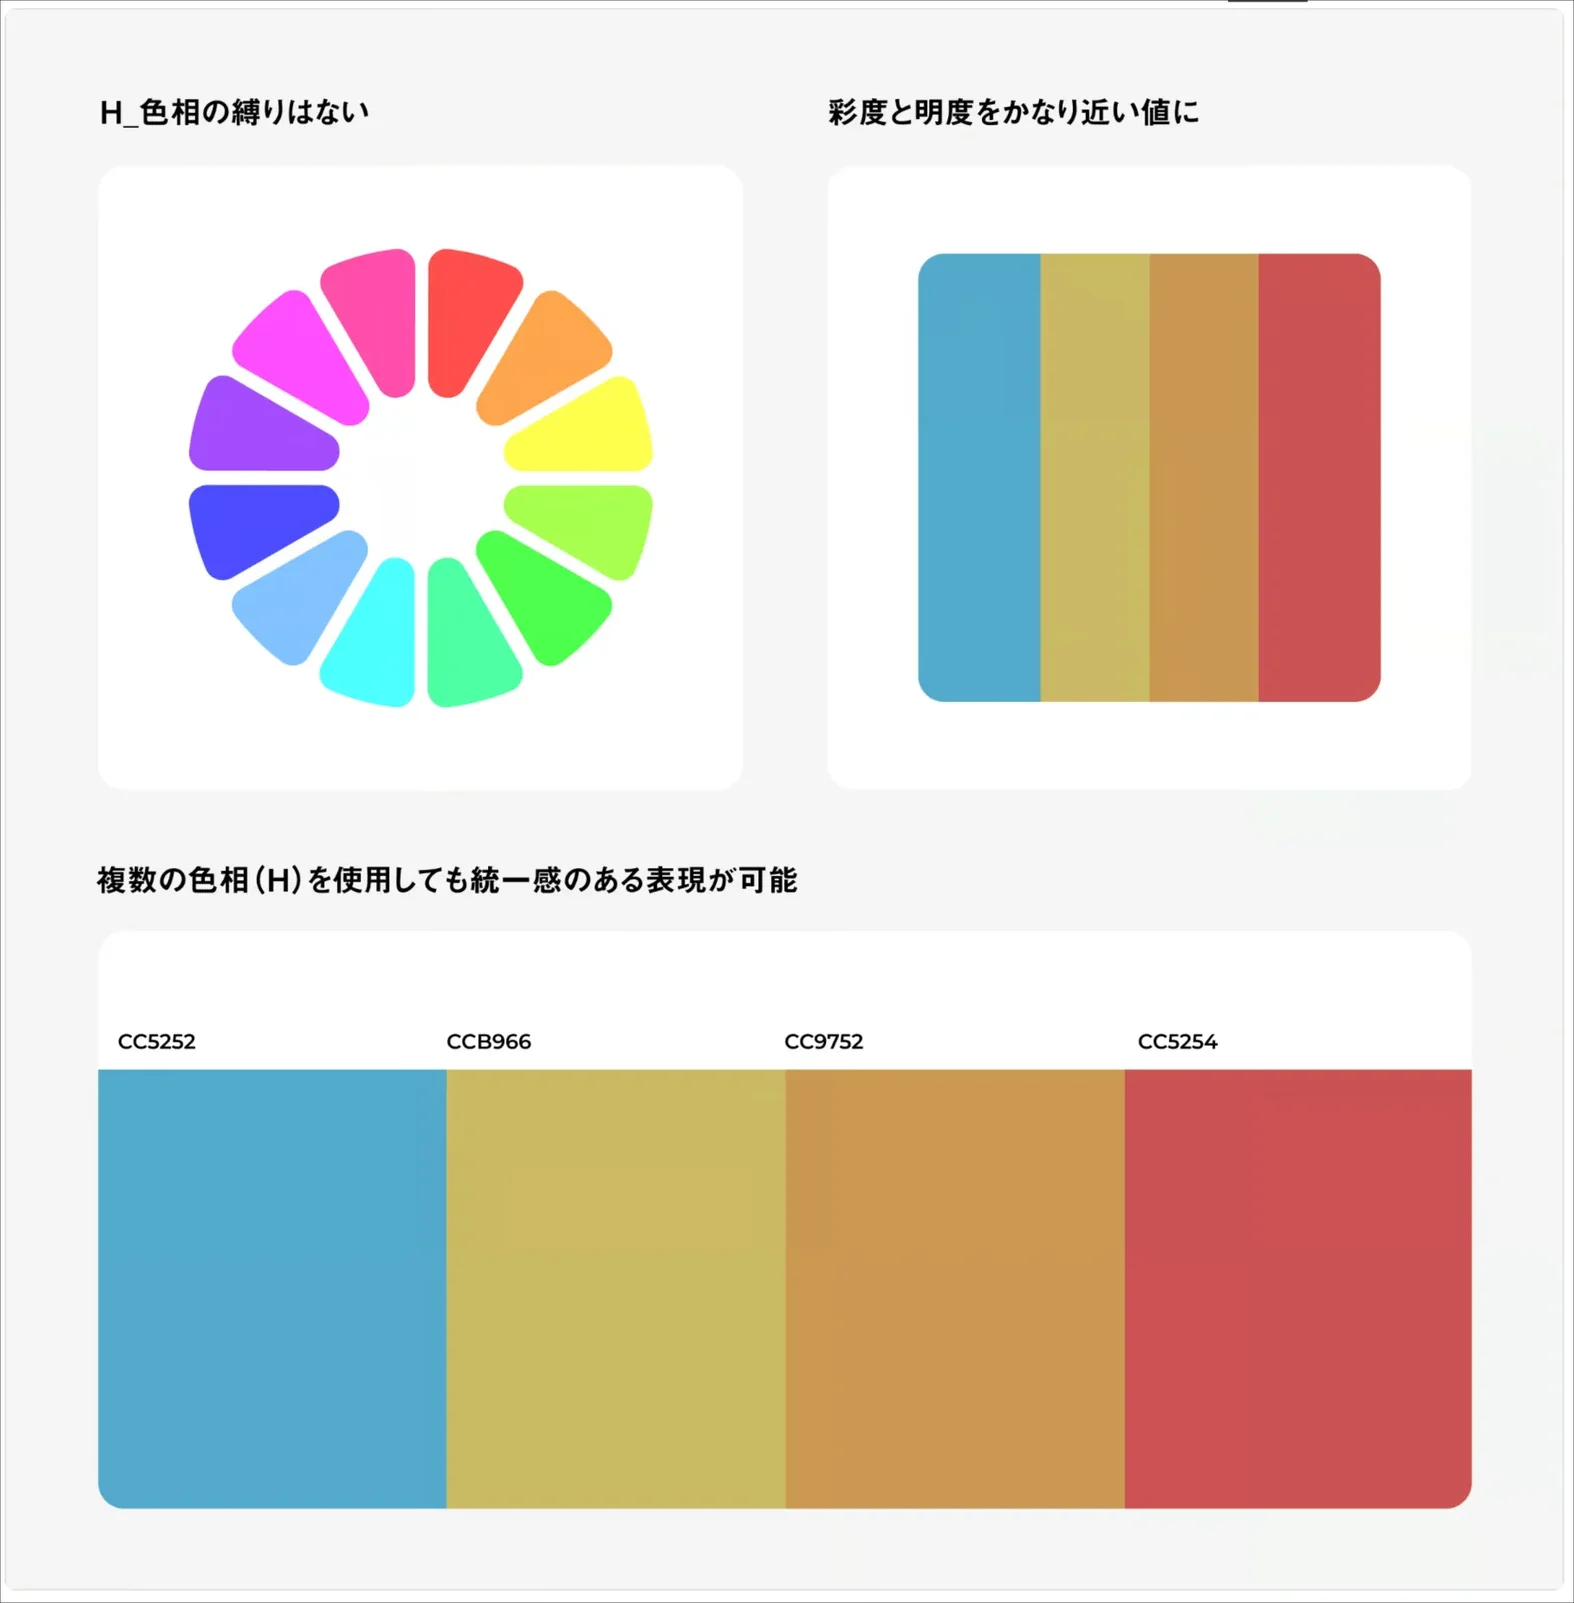 H_色相の縛りはない
彩度と明度をかなり近い値に
複数の色相(H)を使用しても統一感のある表現が可能
CC5252
CCB966
CC9752
CC5254